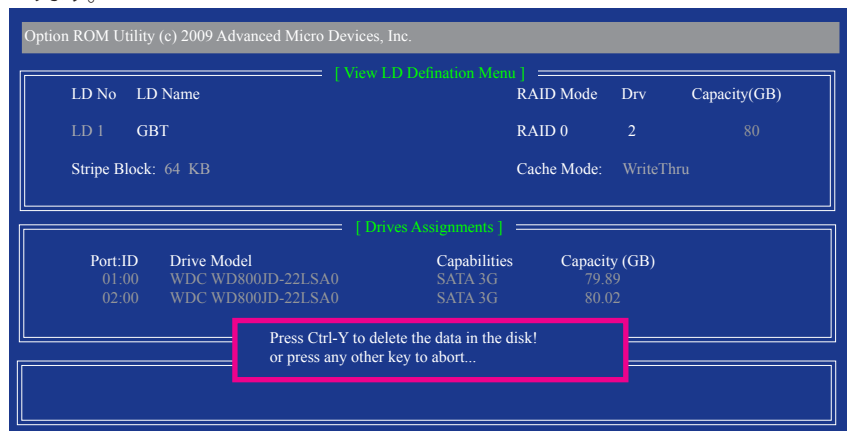 Option ROM Utility (c) 2009 Advanced Micro Devices, Inc.
[ View LD Defination Menu ]
LD No LD Name RAID Mode Drv Capacity(GB)
LD 1 GBT RAID 0 2 80
Stripe Block: 64 KB Cache Mode: WriteThru
[ Drives Assignments ]
Port:ID Drive Model Capabilities Capacity (GB)
01:00 WDC WD800JD-22LSA0 SATA 3G 79.89
02:00 WDC WD800JD-22LSA0 SATA 3G 80.02
Press Ctrl-Y to delete the data in the disk!
or press any other key to abort...